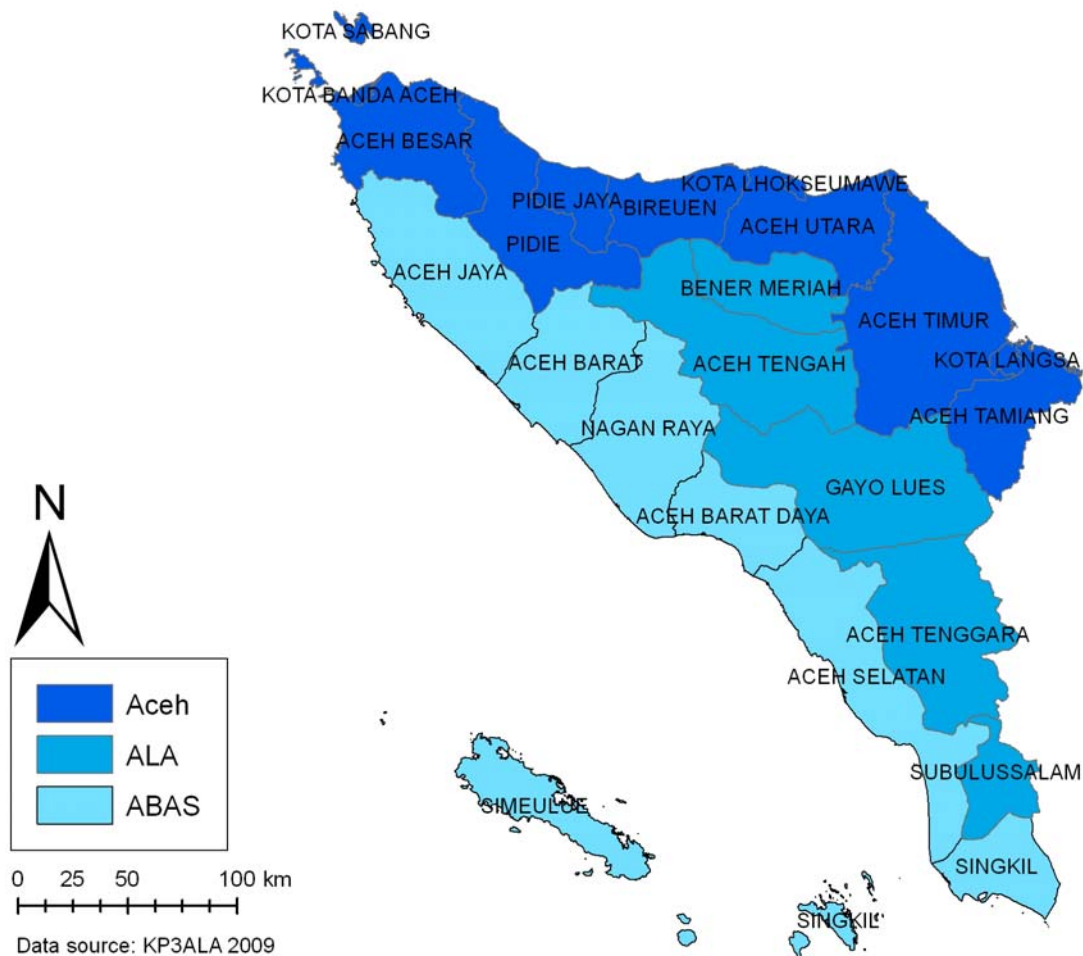 KOTA SABANG
KOTA BANDA ACEH
ACEH BESAR
PIDIE JAYA
KOTA LHOKSEUMAWE
BIREUEN
ACEH UTARA
PIDIE
ACEH JAYA
BENER MERIAH
ACEH TIMUR
ACEH BARAT
ACEH TENGAH
KOTA LANGSA
ACEH TAMIANG
NAGAN RAYA
GAYO LUES
ACEH BARAT DAYA
ACEH TENGGARA
ACEH SELATAN
SUBULUSSALAM
SIMEULUE
SINGKIL
SINGKIL
N
Aceh
ALA
ABAS
0 25 50 100 km
Data source: KP3ALA 2009